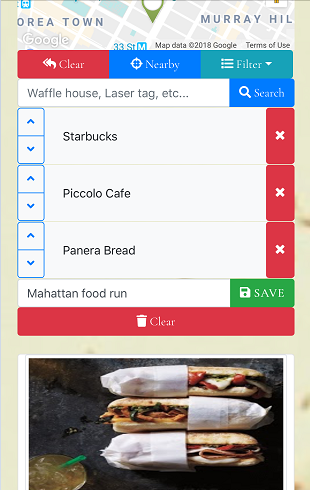 OREA TOWN
MURRAY HIL
Google
33 St M
Map data ©2018 Google
Terms of Use
Clear
Nearby
Filter
Waffle house, Laser tag, etc...
Search
Starbucks
Piccolo Cafe
Panera Bread
Mahattan food run
SAVE
Clear